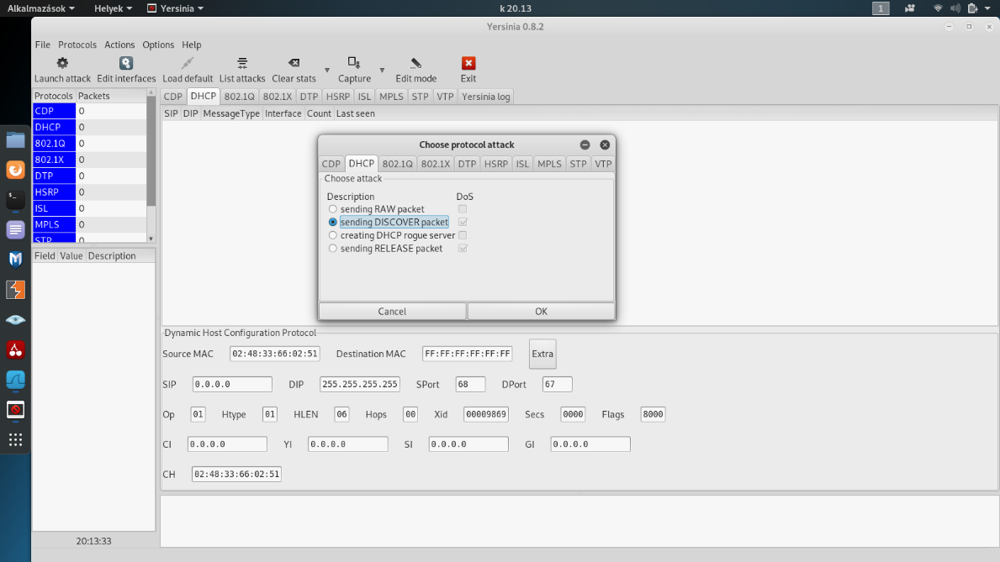 Alkalmazások Helyek Yersinia k 20.13 1
Yersinia 0.8.2
File Protocols Actions Options Help
Launch attack Edit interfaces Load default List attacks Clear stats Capture Edit mode Exit
Protocols Packets
CDP 0
DHCP 0
802.1Q 0
802.1X 0
DTP 0
HSRP 0
ISL 0
MPLS 0
STP 0
Field Value Description
20:13:33
CDP DHCP 802.1Q 802.1X DTP HSRP ISL MPLS STP VTP Yersinia log
SIP DIP MessageType Interface Count Last seen
Choose protocol attack
CDP DHCP 802.1Q 802.1X DTP HSRP ISL MPLS STP VTP
Choose attack
Description DoS
sending RAW packet
sending DISCOVER packet
creating DHCP rogue server
sending RELEASE packet
Cancel OK
Dynamic Host Configuration Protocol
Source MAC 02:48:33:66:02:51 Destination MAC FF:FF:FF:FF:FF:FF Extra
SIP 0.0.0.0 DIP 255.255.255.255 SPort 68 DPort 67
Op 01 Htype 01 HLEN 06 Hops 00 Xid 00009869 Secs 0000 Flags 8000
CI 0.0.0.0 YI 0.0.0.0 SI 0.0.0.0 GI 0.0.0.0
CH 02:48:33:66:02:51